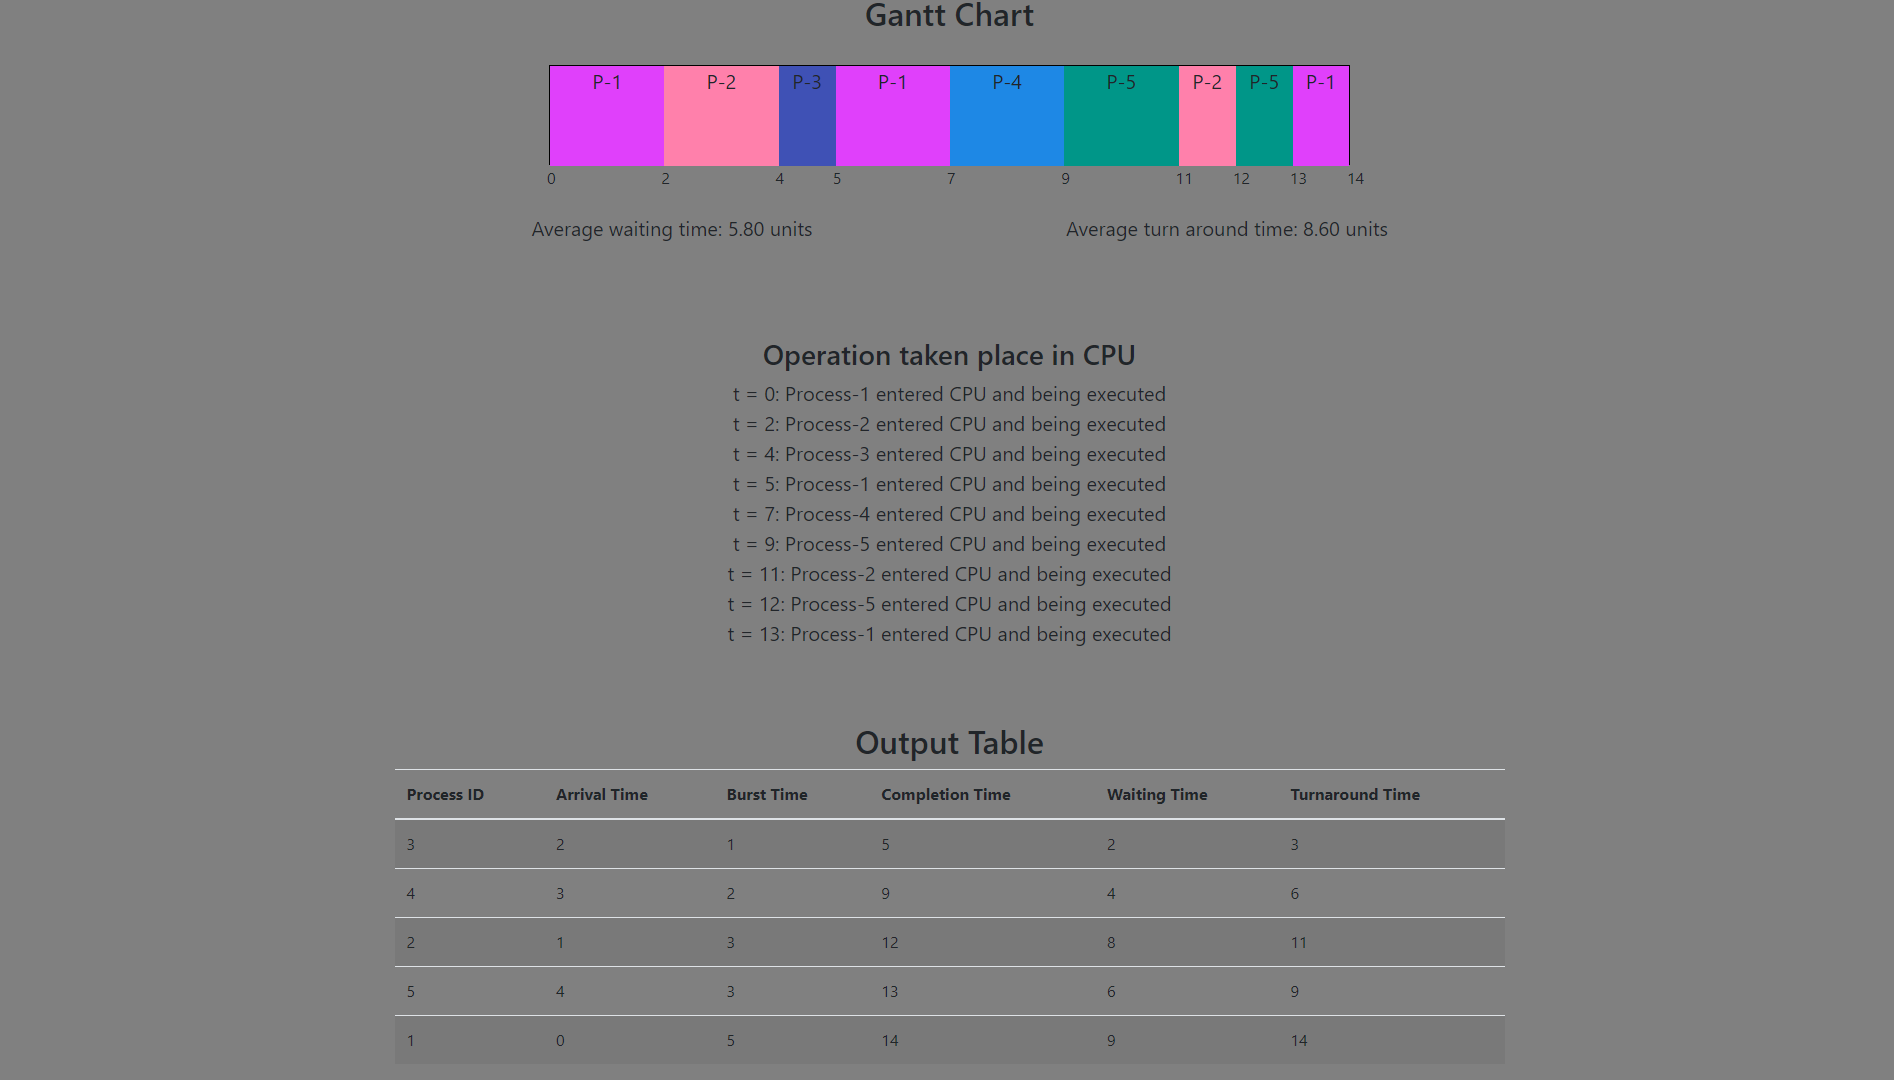 Gantt Chart
P-1 P-2 P-3 P-1 P-4 P-5 P-2 P-5 P-1
0 2 4 5 7 9 11 12 13 14
Average waiting time: 5.80 units Average turn around time: 8.60 units
Operation taken place in CPU
t = 0: Process-1 entered CPU and being executed
t = 2: Process-2 entered CPU and being executed
t = 4: Process-3 entered CPU and being executed
t = 5: Process-1 entered CPU and being executed
t = 7: Process-4 entered CPU and being executed
t = 9: Process-5 entered CPU and being executed
t = 11: Process-2 entered CPU and being executed
t = 12: Process-5 entered CPU and being executed
t = 13: Process-1 entered CPU and being executed
Output Table
Process ID Arrival Time Burst Time Completion Time Waiting Time Turnaround Time
3 2 1 5 2 3
4 3 2 9 4 6
2 1 3 12 8 11
5 4 3 13 6 9
1 0 5 14 9 14